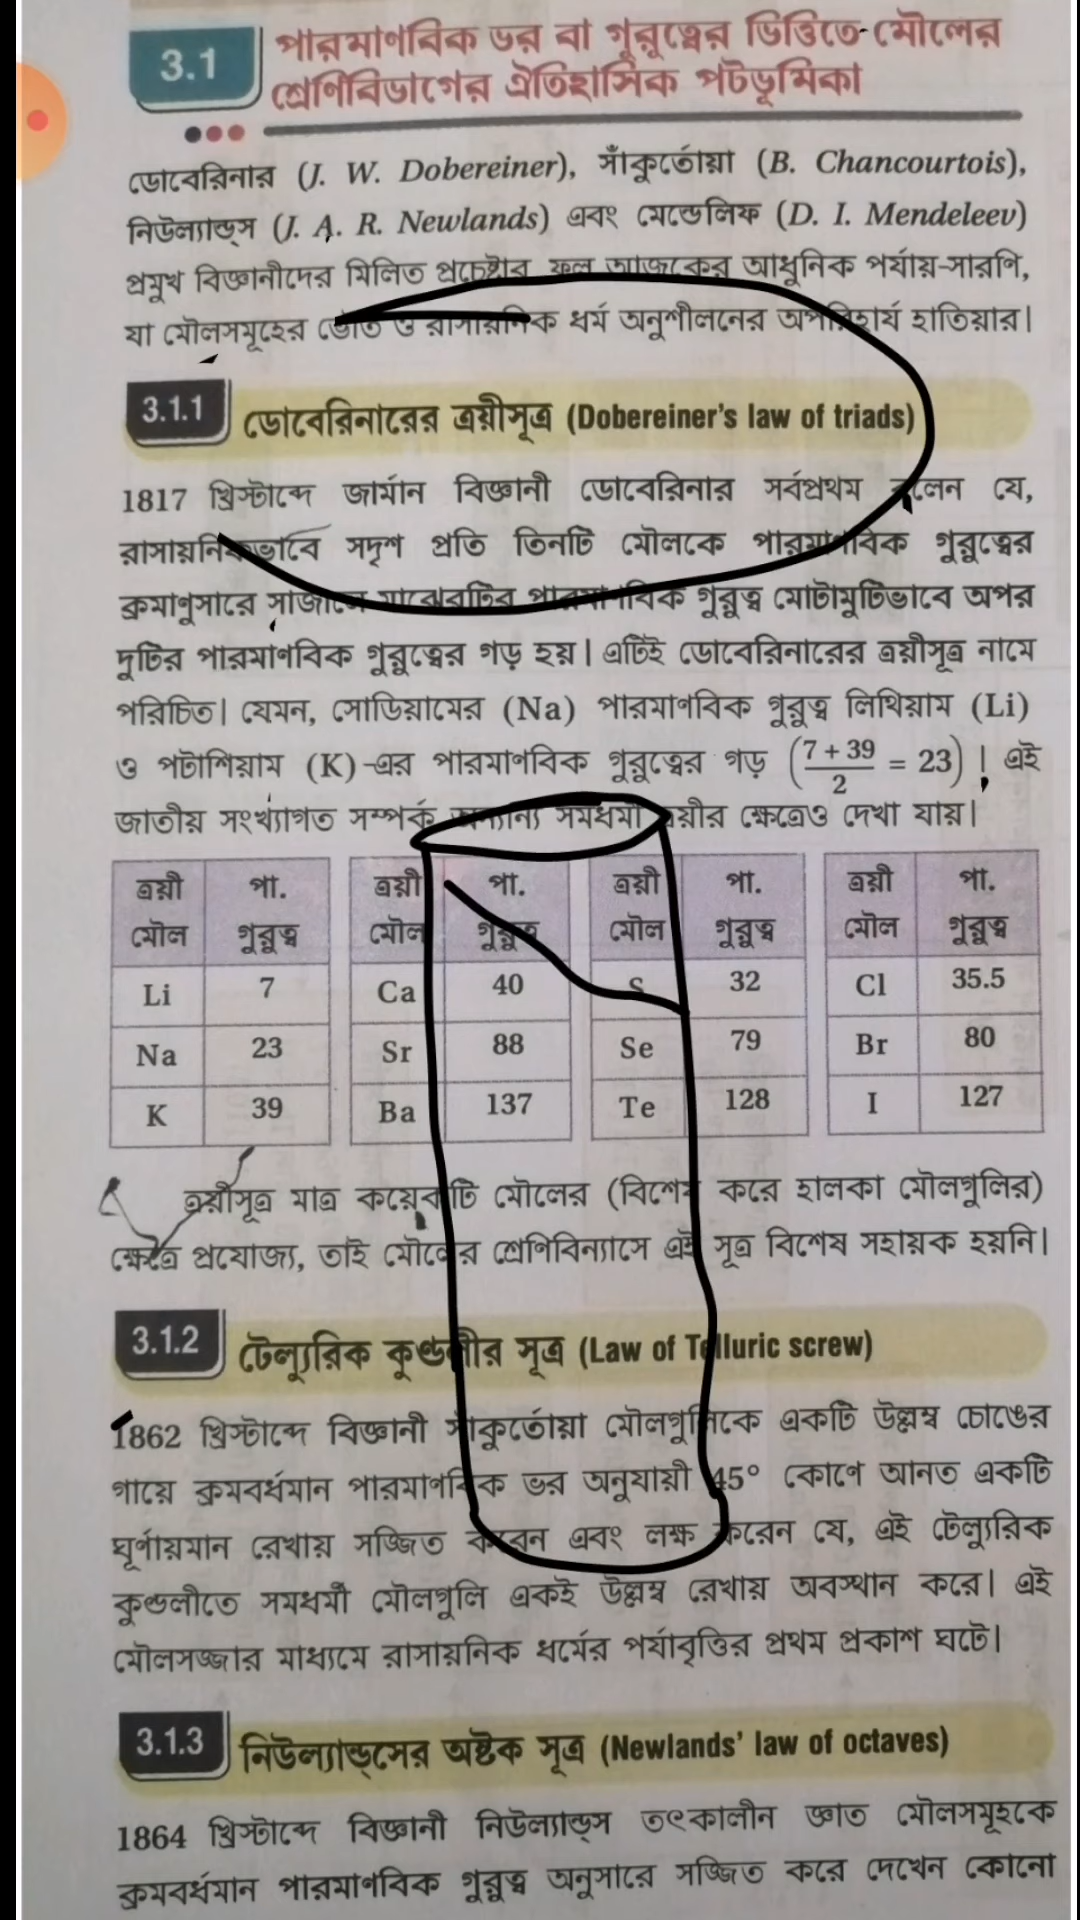 3.1 পারমাণবিক ভর বা গুরুত্বের ভিত্তিতে মৌলের
শ্রেণিবিভাগের ঐতিহাসিক পটভূমিকা
ডোবেরিনার (J. W. Dobereiner), সাঁকুর্তোয়া (B. Chancourtois),
নিউল্যান্ড্স (J. A. R. Newlands) এবং মেন্ডেলিফ (D. I. Mendeleev)
প্রমুখ বিজ্ঞানীদের মিলিত প্রচেষ্টার ফল আজকের আধুনিক পর্যায়-সারণি,
যা মৌলসমূহের ভৌত ও রাসায়নিক ধর্ম অনুশীলনের অপরিহার্য হাতিয়ার।
3.1.1 ডোবেরিনারের ত্রয়ীসূত্র (Dobereiner's law of triads)
1817 খ্রিস্টাব্দে জার্মান বিজ্ঞানী ডোবেরিনার সর্বপ্রথম বলেন যে,
রাসায়নিকভাবে সদৃশ প্রতি তিনটি মৌলকে পারমাণবিক গুরুত্বের
ক্রমানুসারে সাজালে মাঝেরটির পারমাণবিক গুরুত্ব মোটামুটিভাবে অপর
দুটির পারমাণবিক গুরুত্বের গড় হয়। এটিই ডোবেরিনারের ত্রয়ীসূত্র নামে
পরিচিত। যেমন, সোডিয়ামের (Na) পারমাণবিক গুরুত্ব লিথিয়াম (Li)
ও পটাশিয়াম (K)-এর পারমাণবিক গুরুত্বের গড় (7 + 39 / 2 = 23)! এই
জাতীয় সংখ্যাগত সম্পর্ক অন্যান্য সমধর্মী ত্রয়ীর ক্ষেত্রেও দেখা যায়।
ত্রয়ী পা. ত্রয়ী পা. ত্রয়ী পা. ত্রয়ী পা.
মৌল গুরুত্ব মৌল গুরুত্ব মৌল গুরুত্ব মৌল গুরুত্ব
Li 7 Ca 40 S 32 Cl 35.5
Na 23 Sr 88 Se 79 Br 80
K 39 Ba 137 Te 128 I 127
ত্রয়ীসূত্র মাত্র কয়েকটি মৌলের (বিশেষ করে হালকা মৌলগুলির)
ক্ষেত্রে প্রযোজ্য, তাই মৌলের শ্রেণিবিন্যাসে এই সূত্র বিশেষ সহায়ক হয়নি।
3.1.2 টেল্যুরিক কুণ্ডলীর সূত্র (Law of Telluric screw)
1862 খ্রিস্টাব্দে বিজ্ঞানী সাঁকুর্তোয়া মৌলগুলিকে একটি উল্লম্ব চোঙের
গায়ে ক্রমবর্ধমান পারমাণবিক ভর অনুযায়ী 45° কোণে আনত একটি
ঘূর্ণায়মান রেখায় সজ্জিত করেন এবং লক্ষ করেন যে, এই টেল্যুরিক
কুণ্ডলীতে সমধর্মী মৌলগুলি একই উল্লম্ব রেখায় অবস্থান করে। এই
মৌলসজ্জার মাধ্যমে রাসায়নিক ধর্মের পর্যাবৃত্তির প্রথম প্রকাশ ঘটে।
3.1.3 নিউল্যান্ড্সের অষ্টক সূত্র (Newlands' law of octaves)
1864 খ্রিস্টাব্দে বিজ্ঞানী নিউল্যান্ড্স তৎকালীন জ্ঞাত মৌলসমূহকে
ক্রমবর্ধমান পারমাণবিক গুরুত্ব অনুসারে সজ্জিত করে দেখেন কোনো